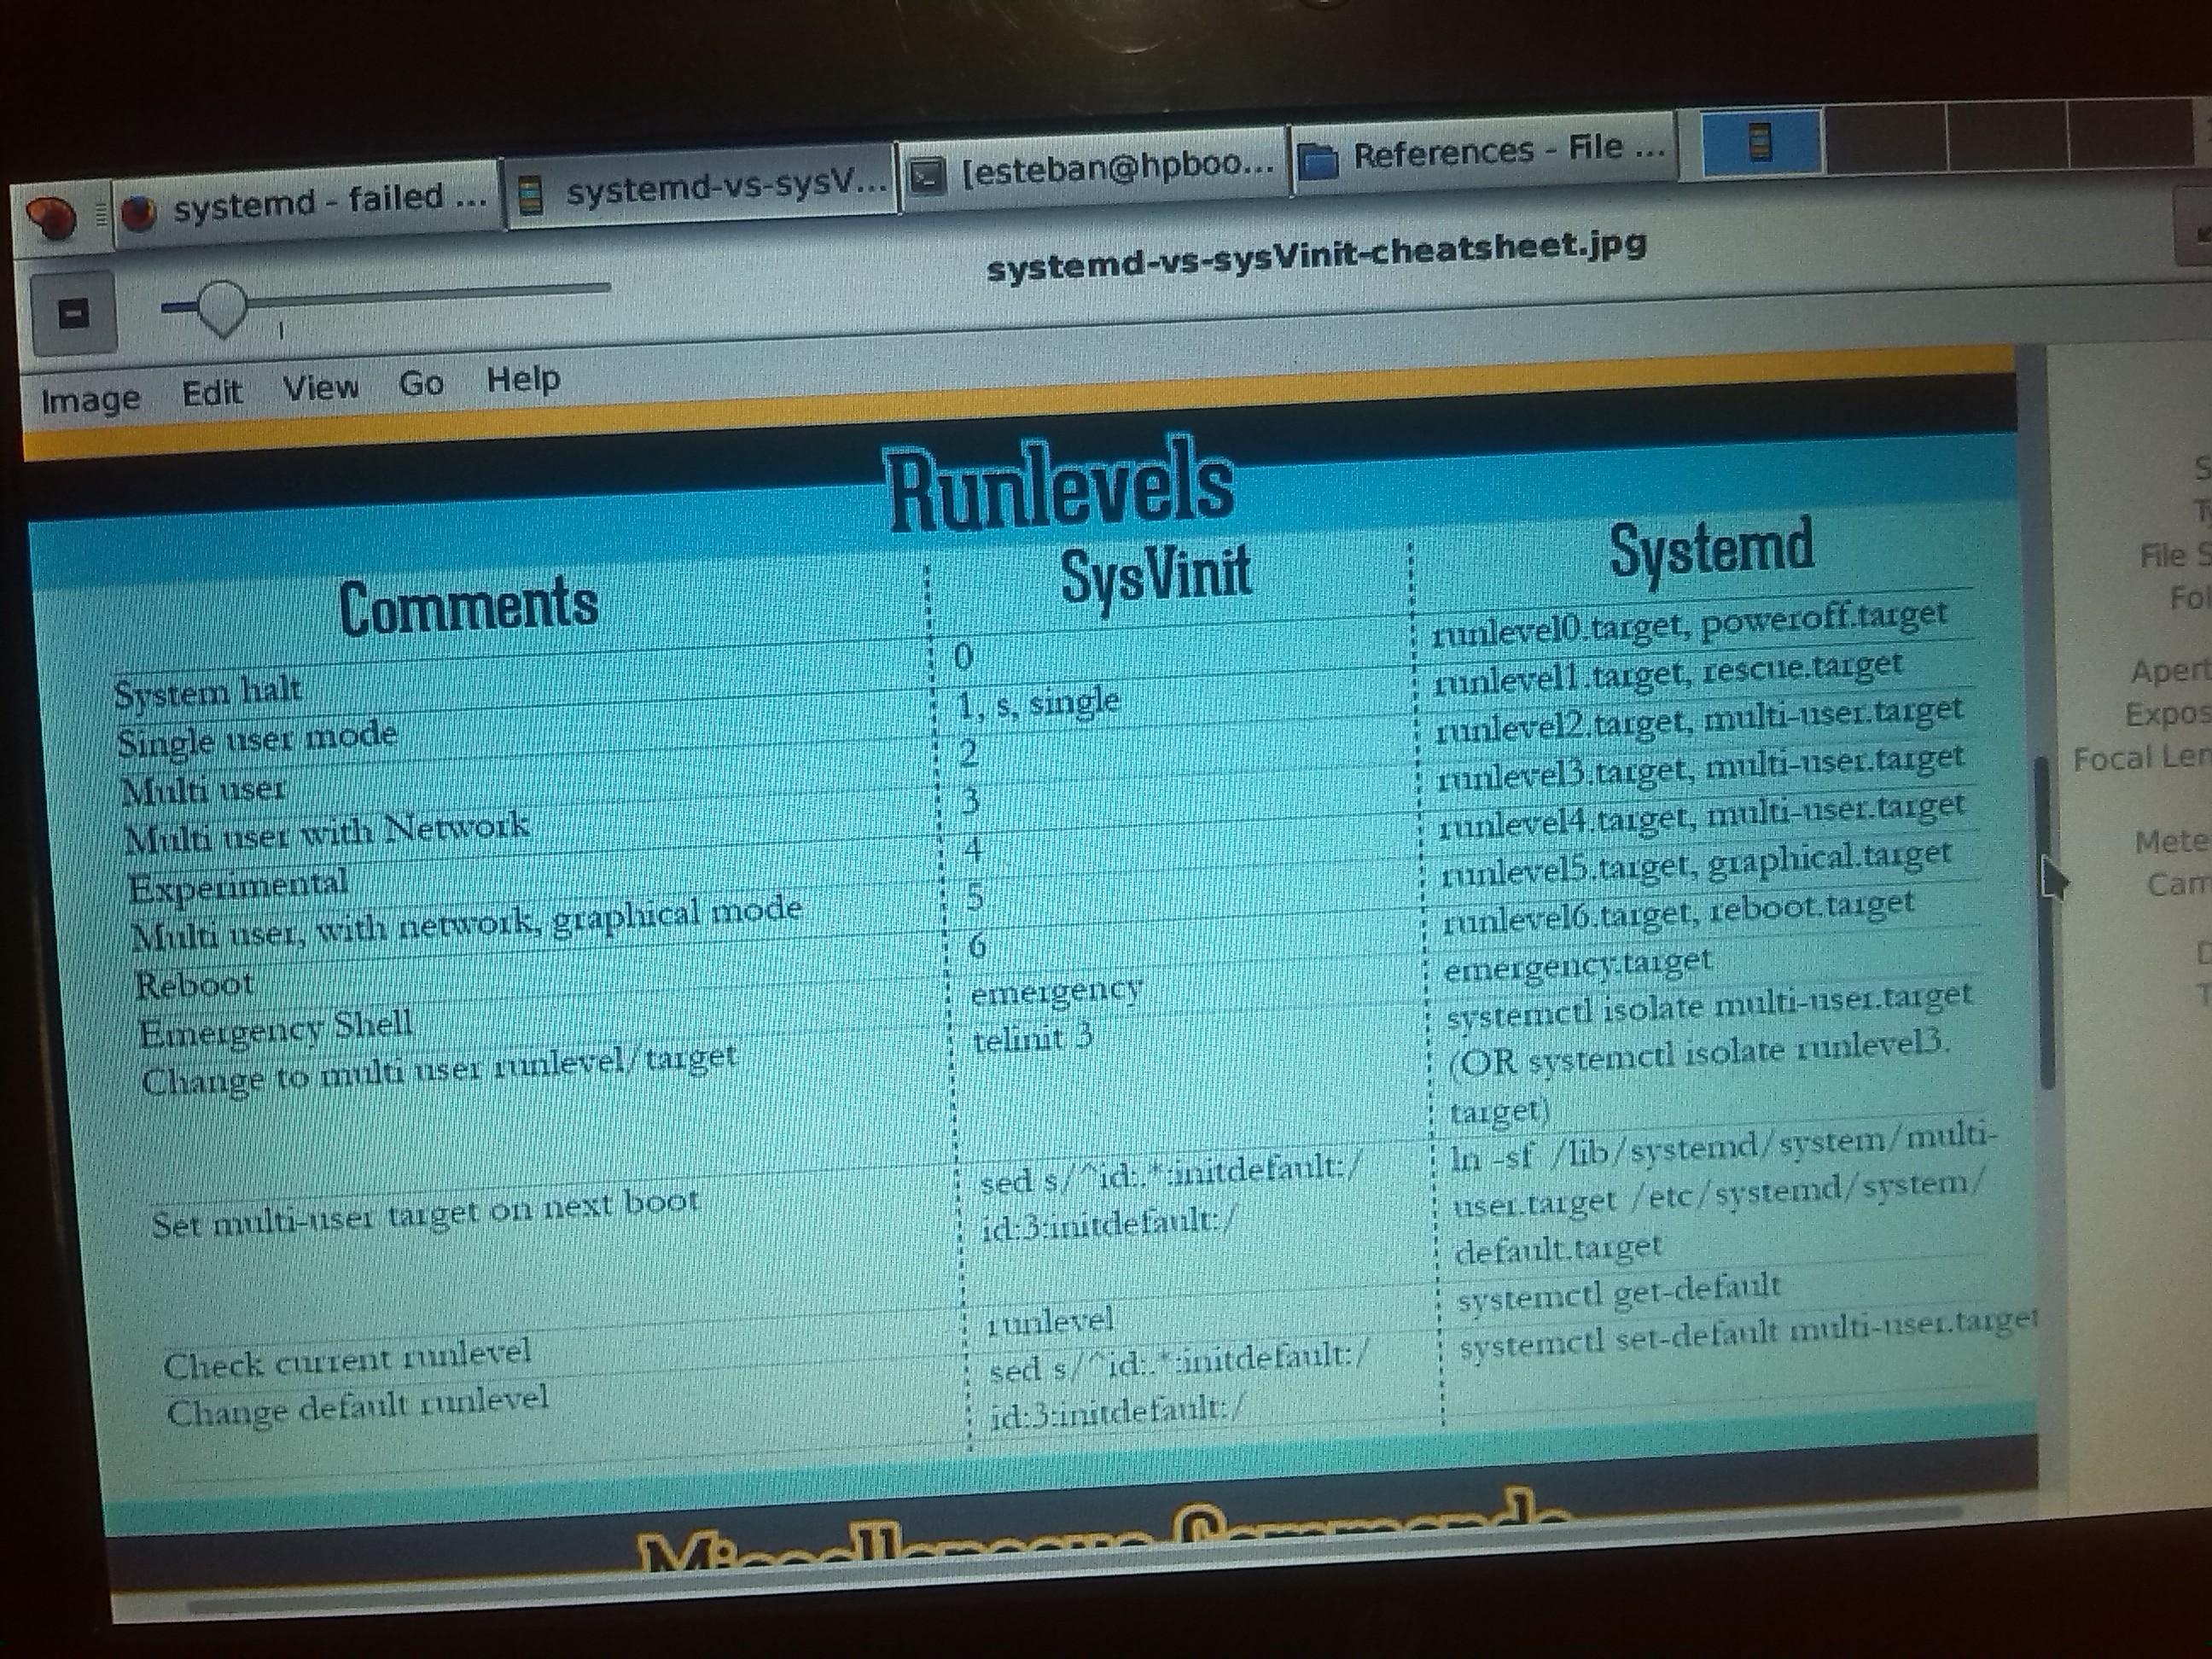 systemd - failed ...
systemd-vs-sysV...
[esteban@hpboo...
References - File ...
systemd-vs-sysVinit-cheatsheet.jpg
Image Edit View Go Help
Runlevels
Comments SysVinit Systemd
System halt 0 runlevel0.target, poweroff.target
Single user mode 1, s, single runlevel1.target, rescue.target
Multi user 2 runlevel2.target, multi-user.target
Multi user with Network 3 runlevel3.target, multi-user.target
Experimental 4 runlevel4.target, multi-user.target
Multi user, with network, graphical mode 5 runlevel5.target, graphical.target
Reboot 6 runlevel6.target, reboot.target
Emergency Shell emergency emergency.target
Change to multi user runlevel/target telinit 3 systemctl isolate multi-user.target
(OR systemctl isolate runlevel3.
target)
Set multi-user target on next boot sed s/^id:.*:initdefault:/ ln -sf /lib/systemd/system/multi-
id:3:initdefault:/ user.target /etc/systemd/system/
default.target
Check current runlevel runlevel systemctl get-default
Change default runlevel sed s/^id:.*:initdefault:/ systemctl set-default multi-user.target
id:3:initdefault:/
File S
Fol
Apert
Expos
Focal Len
Mete
Cam